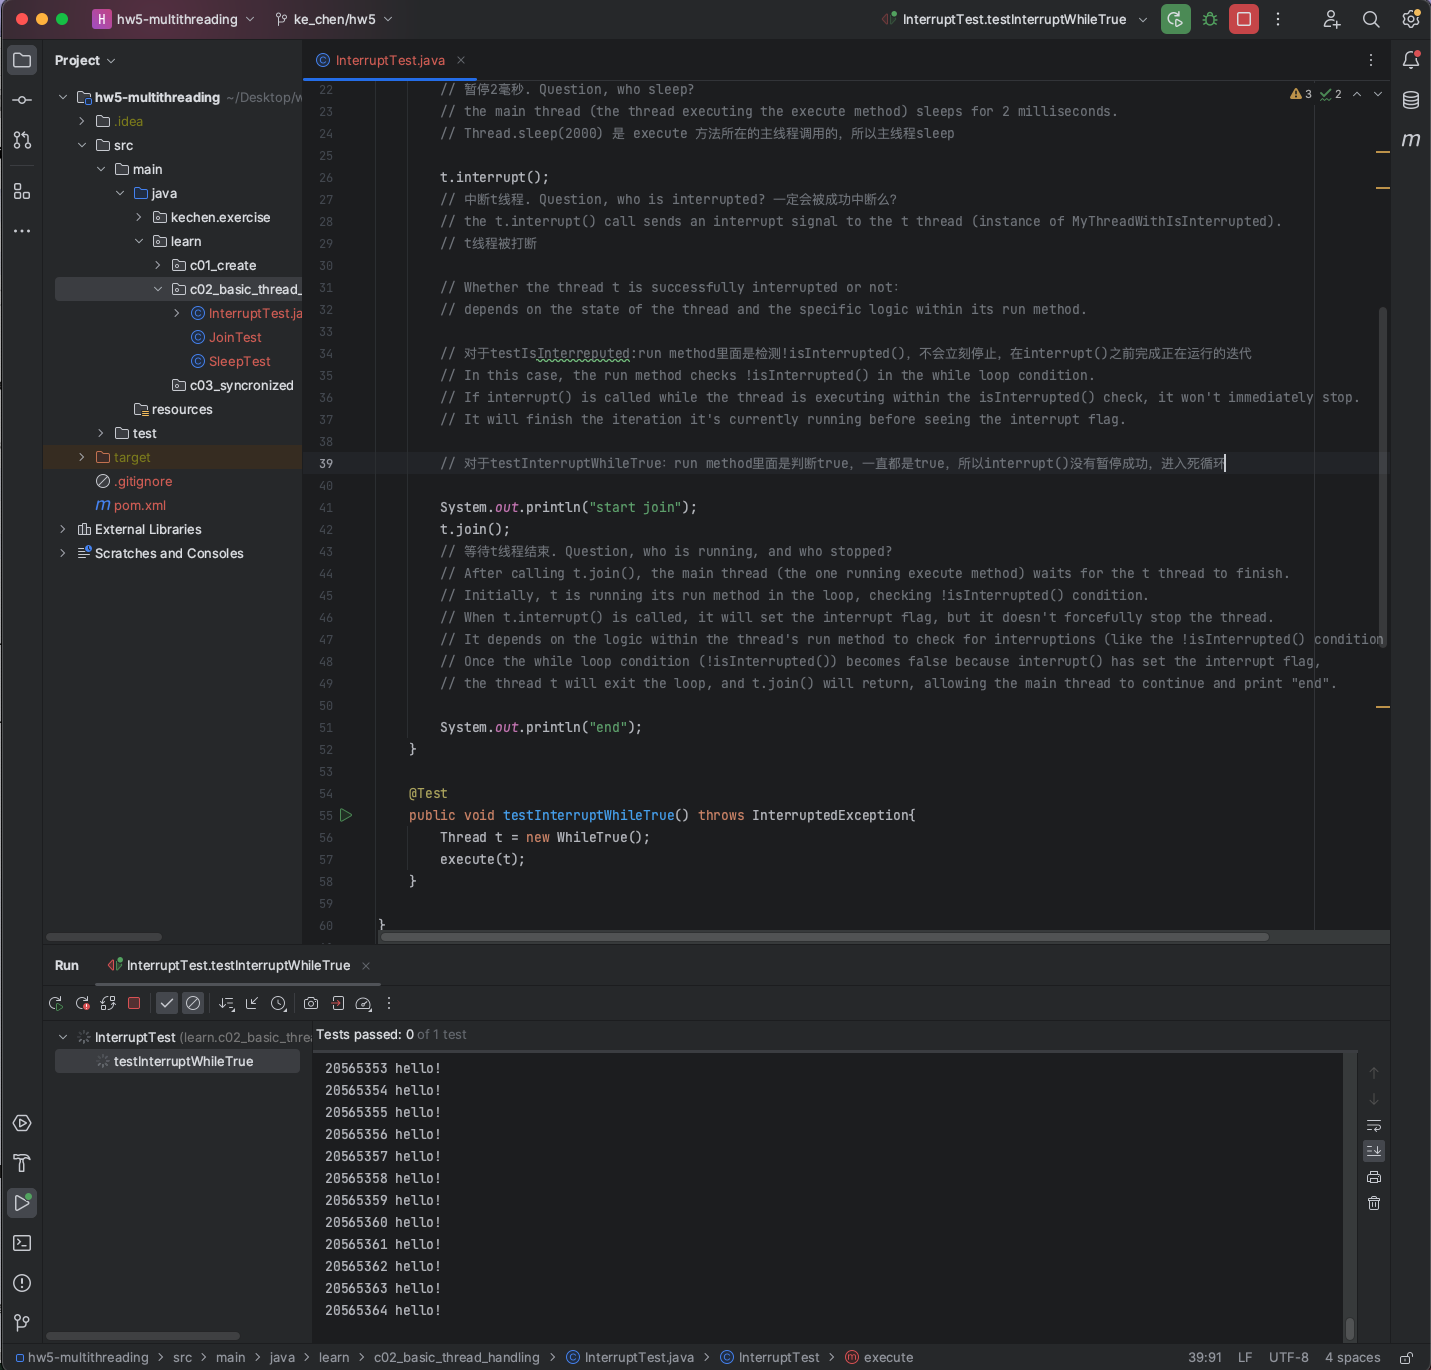 H hw5-multithreading ke_chen/hw5 InterruptTest.testInterruptWhileTrue
Project
InterruptTest.java
hw5-multithreading ~/Desktop/w
.idea
src
main
java
kechen.exercise
learn
c01_create
c02_basic_thread_
InterruptTest.ja
JoinTest
SleepTest
c03_syncronized
resources
test
target
.gitignore
m pom.xml
External Libraries
Scratches and Consoles
3 2
m
22 // 暂停2毫秒. Question, who sleep?
23 // the main thread (the thread executing the execute method) sleeps for 2 milliseconds.
24 // Thread.sleep(2000) 是 execute 方法所在的主线程调用的，所以主线程sleep
25
26 t.interrupt();
27 // 中断t线程. Question, who is interrupted? 一定会被成功中断么?
28 // the t.interrupt() call sends an interrupt signal to the t thread (instance of MyThreadWithIsInterrupted).
29 // t线程被打断
30
31 // Whether the thread t is successfully interrupted or not:
32 // depends on the state of the thread and the specific logic within its run method.
33
34 // 对于testIsInterreputed:run method里面是检测!isInterrupted()，不会立刻停止，在interrupt()之前完成正在运行的迭代
35 // In this case, the run method checks !isInterrupted() in the while loop condition.
36 // If interrupt() is called while the thread is executing within the isInterrupted() check, it won't immediately stop.
37 // It will finish the iteration it's currently running before seeing the interrupt flag.
38
39 // 对于testInterruptWhileTrue：run method里面是判断true，一直都是true，所以interrupt()没有暂停成功，进入死循环
40
41 System.out.println("start join");
42 t.join();
43 // 等待t线程结束. Question, who is running, and who stopped?
44 // After calling t.join(), the main thread (the one running execute method) waits for the t thread to finish.
45 // Initially, t is running its run method in the loop, checking !isInterrupted() condition.
46 // When t.interrupt() is called, it will set the interrupt flag, but it doesn't forcefully stop the thread.
47 // It depends on the logic within the thread's run method to check for interruptions (like the !isInterrupted() condition
48 // Once the while loop condition (!isInterrupted()) becomes false because interrupt() has set the interrupt flag,
49 // the thread t will exit the loop, and t.join() will return, allowing the main thread to continue and print "end".
50
51 System.out.println("end");
52 }
53
54 @Test
55 public void testInterruptWhileTrue() throws InterruptedException{
56 Thread t = new WhileTrue();
57 execute(t);
58 }
59
60 }
Run InterruptTest.testInterruptWhileTrue
InterruptTest (learn.c02_basic_threa
testInterruptWhileTrue
Tests passed: 0 of 1 test
20565353 hello!
20565354 hello!
20565355 hello!
20565356 hello!
20565357 hello!
20565358 hello!
20565359 hello!
20565360 hello!
20565361 hello!
20565362 hello!
20565363 hello!
20565364 hello!
hw5-multithreading > src > main > java > learn > c02_basic_thread_handling > InterruptTest.java > InterruptTest > m execute 39:91 LF UTF-8 4 spaces